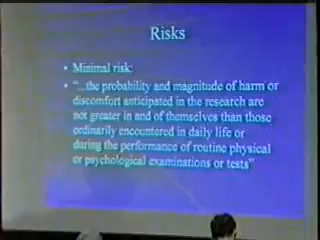 Risks
• Minimal risk:
• "...the probability and magnitude of harm or
discomfort anticipated in the research are
not greater in and of themselves than those
ordinarily encountered in daily life or
during the performance of routine physical
or psychological examinations or tests"